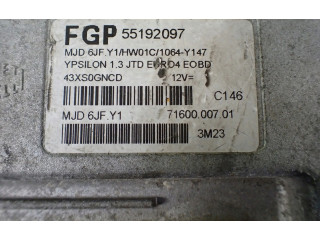 FGP 55192097
MJD 6JF.Y1/HW01C/1064-Y147
YPSILON 1.3 JTD EURO4 EOBD
43XS0GNCD 12V=
C146
MJD 6JF.Y1 71600.007.01
3M23